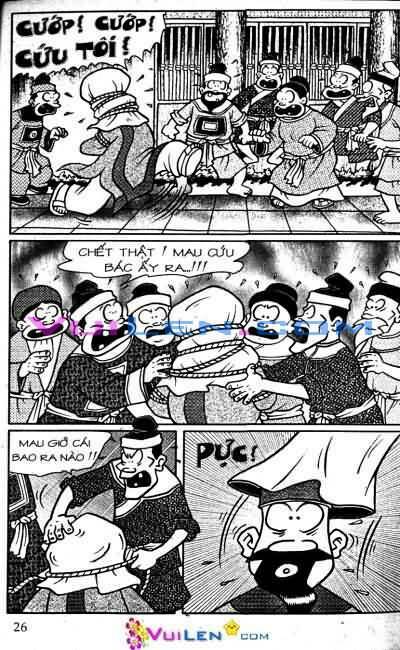 CƯỚP! CƯỚP!
CỨU TÔI!
CHẾT THẬT! MAU CỨU
BÁC ẤY RA...!!!
VUILEN.COM
MAU GIỞ CÁI
BAO RA NÀO!!
PỰC!
26
VUILEN.COM